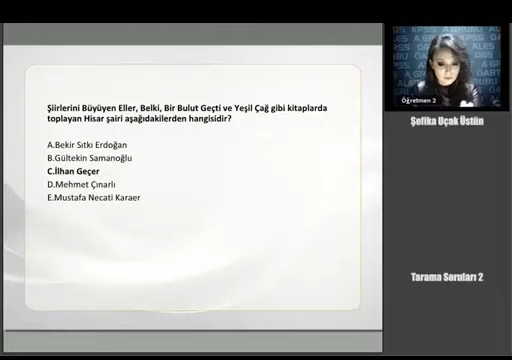 Şiirlerini Büyüyen Eller, Belki, Bir Bulut Geçti ve Yeşil Çağ gibi kitaplarda
toplayan Hisar şairi aşağıdakilerden hangisidir?
A.Bekir Sıtkı Erdoğan
B.Gültekin Samanoğlu
C.İlhan Geçer
D.Mehmet Çınarlı
E.Mustafa Necati Karaer
Öğretmen 2
Şefika Uçak Üstün
Tarama Soruları 2